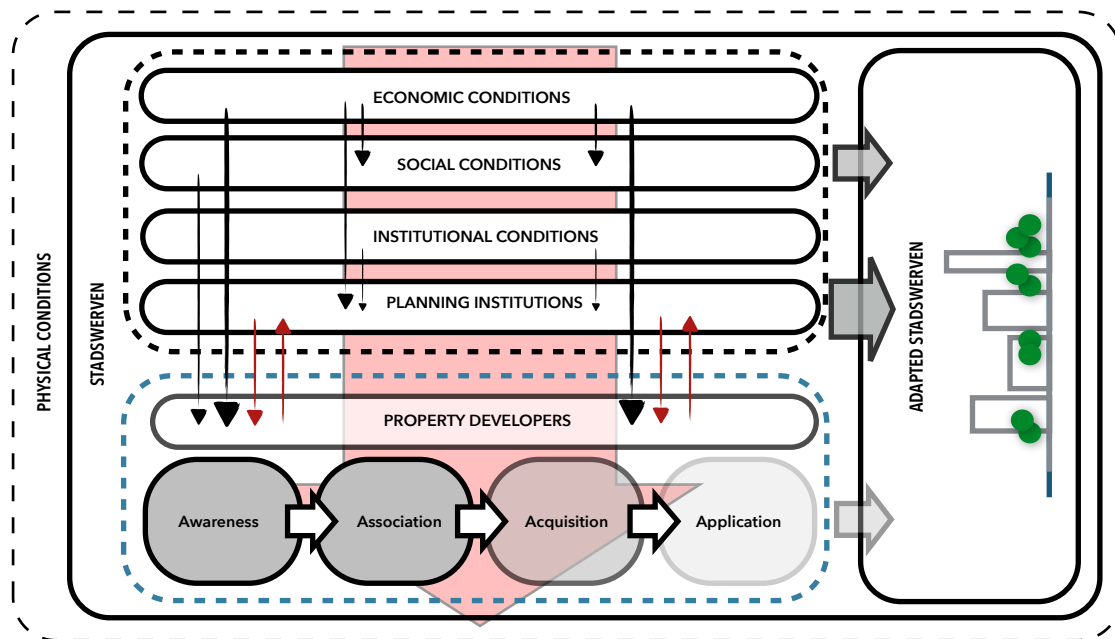 PHYSICAL CONDITIONS
STADSWERVEN
ECONOMIC CONDITIONS
SOCIAL CONDITIONS
INSTITUTIONAL CONDITIONS
PLANNING INSTITUTIONS
PROPERTY DEVELOPERS
Awareness
Association
Acquisition
Application
ADAPTED STADSWERVEN